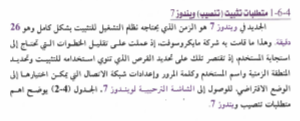 1-6-4 متطلبات تثبيت (تنصيب) ويندوز 7
الجديد في ويندوز 7 هو الزمن الذي يحتاجه نظام التشغيل للتثبيت بشكل كامل وهو 26
دقيقة. وهذا ما قامت به شركة مايكروسوفت، إذ عملت على تقليل الخطوات التي تحتاج إلى
استجابة المستخدم، إذ تقتصر تلك على تحديد القرص الذي تنوي استخدامه للتثبيت وتحديد
المنطقة الزمنية واسم المستخدم وكلمة المرور وإعدادات شبكة الاتصال التي يمكن اختيارها إلى
الوضع الافتراضي، للوصول إلى الشاشة الترحيبية لويندوز 7. الجدول (2-4) يوضح اهم
متطلبات تنصيب ويندوز 7.